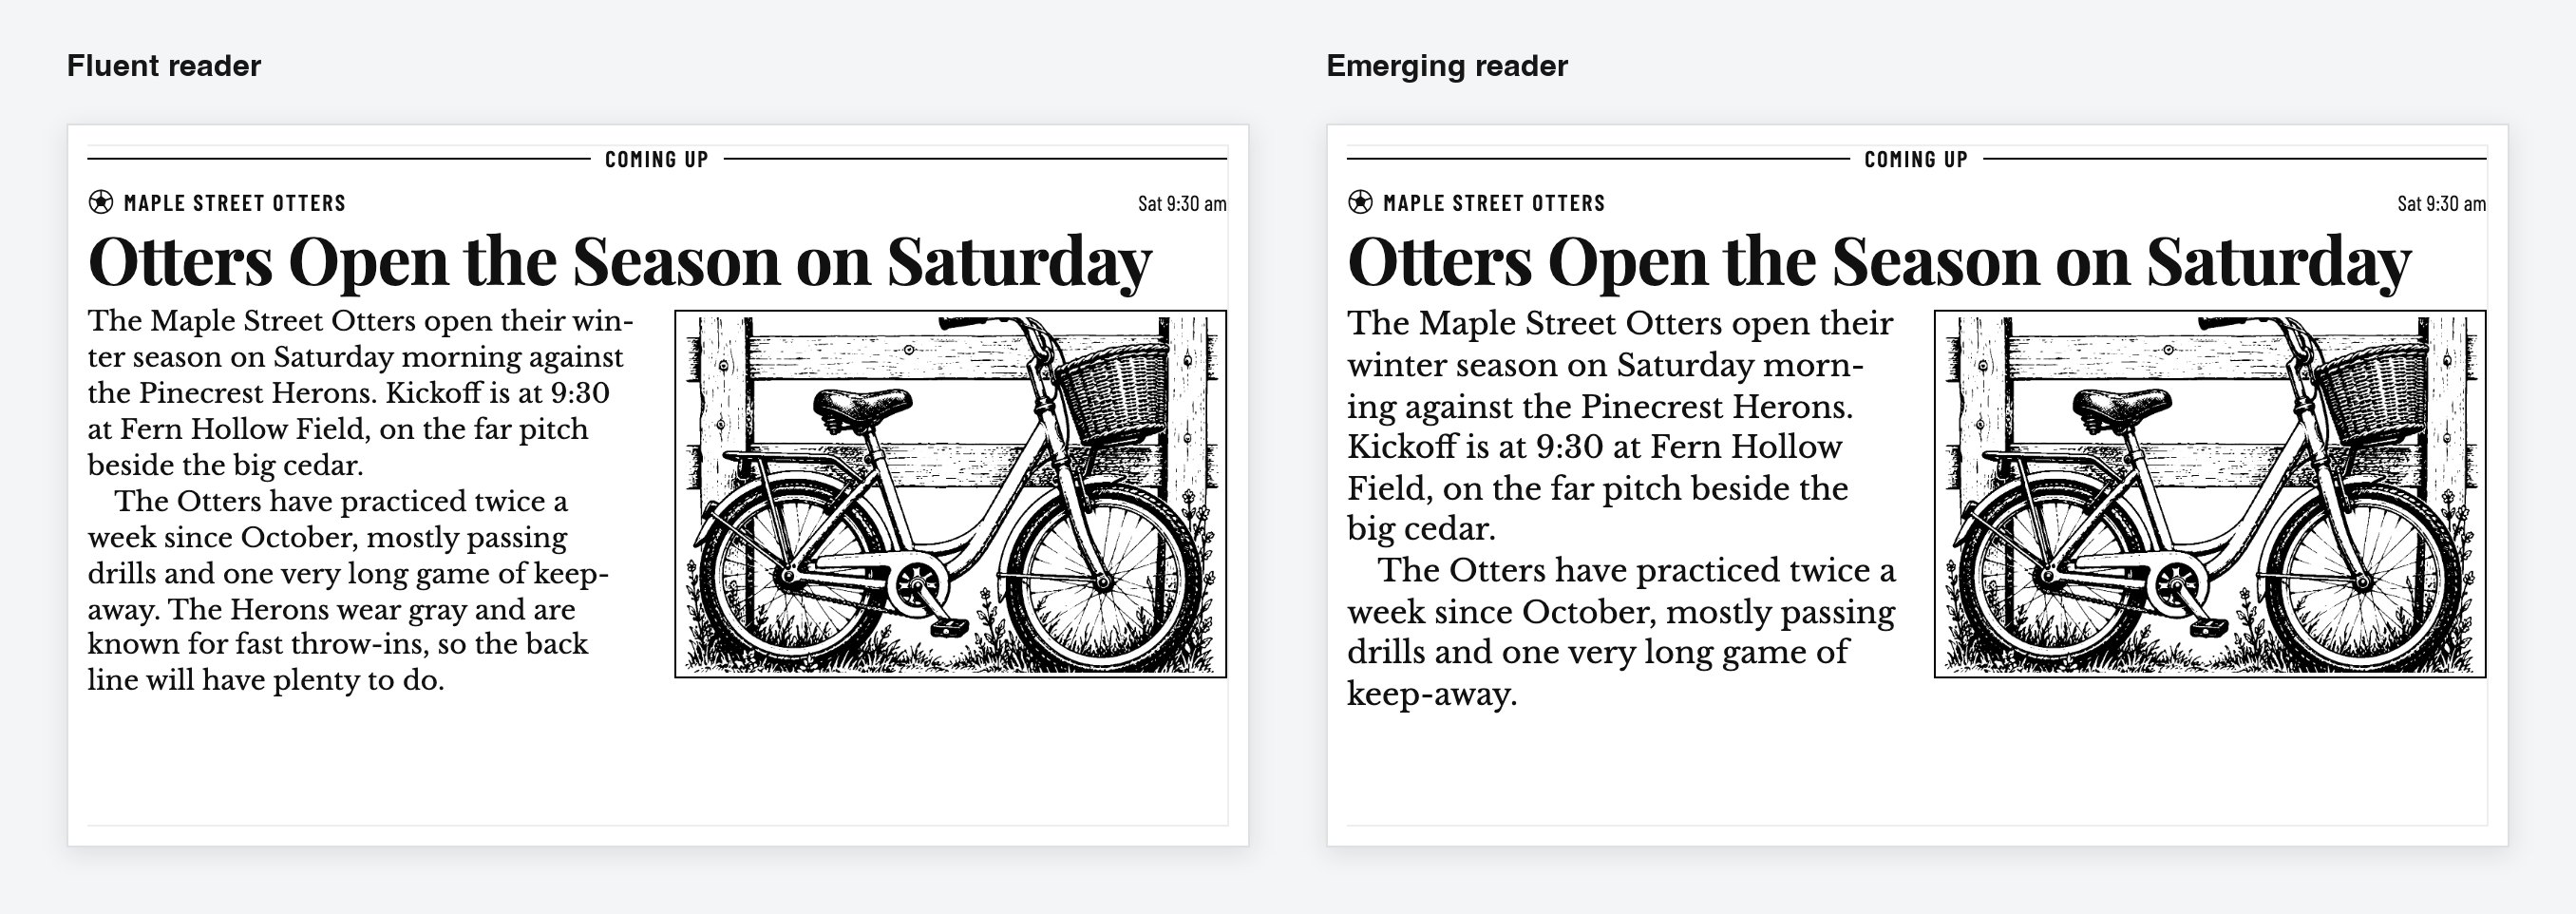 Fluent reader
COMING UP
MAPLE STREET OTTERS
Sat 9:30 am
Otters Open the Season on Saturday
The Maple Street Otters open their win-
ter season on Saturday morning against
the Pinecrest Herons. Kickoff is at 9:30
at Fern Hollow Field, on the far pitch
beside the big cedar.
The Otters have practiced twice a
week since October, mostly passing
drills and one very long game of keep-
away. The Herons wear gray and are
known for fast throw-ins, so the back
line will have plenty to do.
Emerging reader
COMING UP
MAPLE STREET OTTERS
Sat 9:30 am
Otters Open the Season on Saturday
The Maple Street Otters open their
winter season on Saturday morn-
ing against the Pinecrest Herons.
Kickoff is at 9:30 at Fern Hollow
Field, on the far pitch beside the
big cedar.
The Otters have practiced twice a
week since October, mostly passing
drills and one very long game of
keep-away.